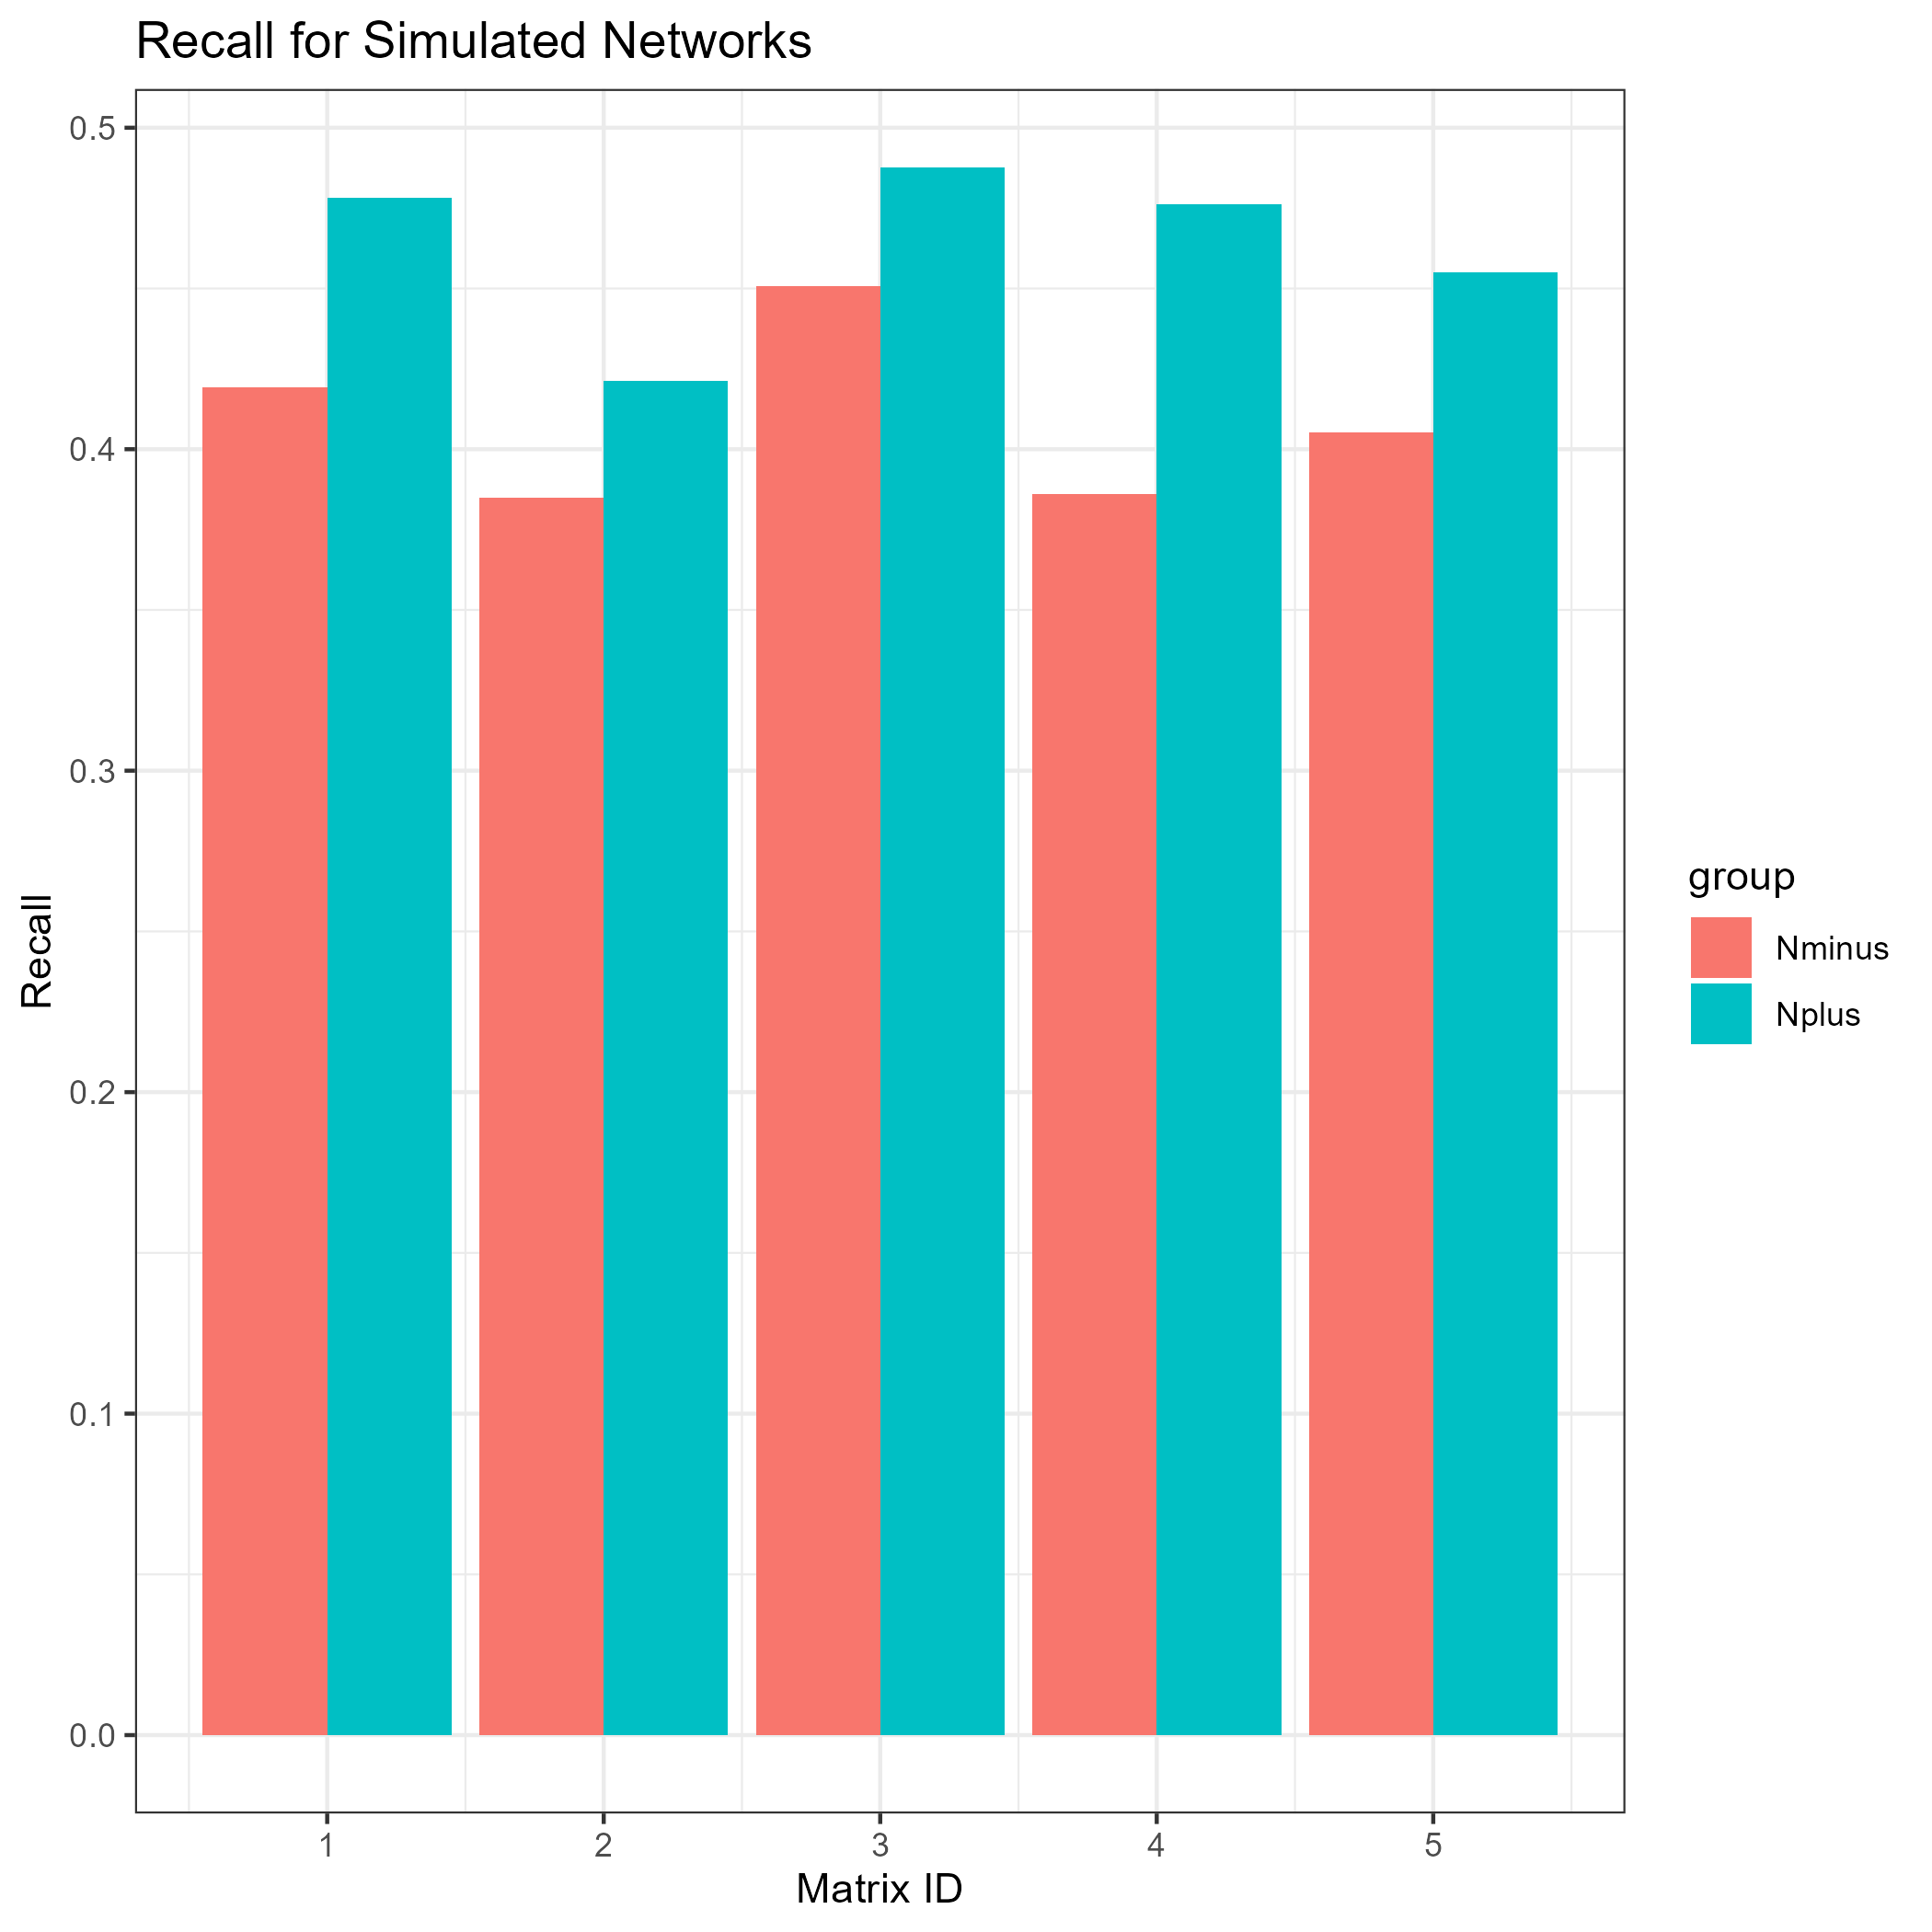 Recall for Simulated Networks
0.5
0.4
0.3
0.2
0.1
0.0
Recall
1 2 3 4 5
Matrix ID
group
Nminus
Nplus